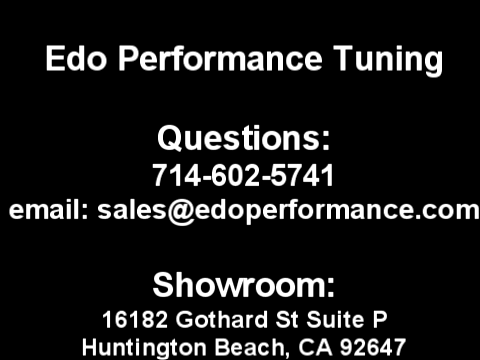 Edo Performance Tuning
Questions:
714-602-5741
email: sales@edoperformance.com
Showroom:
16182 Gothard St Suite P
Huntington Beach, CA 92647